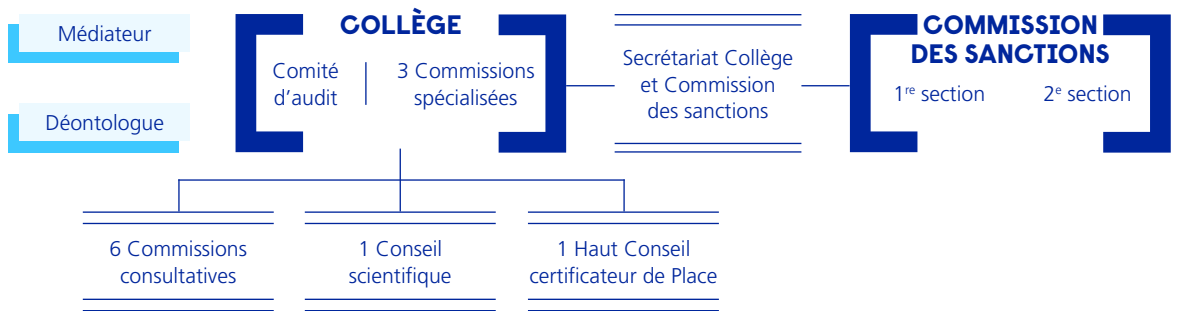 Médiateur
Déontologue
COLLÈGE
Comité
d’audit
3 Commissions
spécialisées
Secrétariat Collège
et Commission
des sanctions
COMMISSION
DES SANCTIONS
1re section
2e section
6 Commissions
consultatives
1 Conseil
scientifique
1 Haut Conseil
certificateur de Place